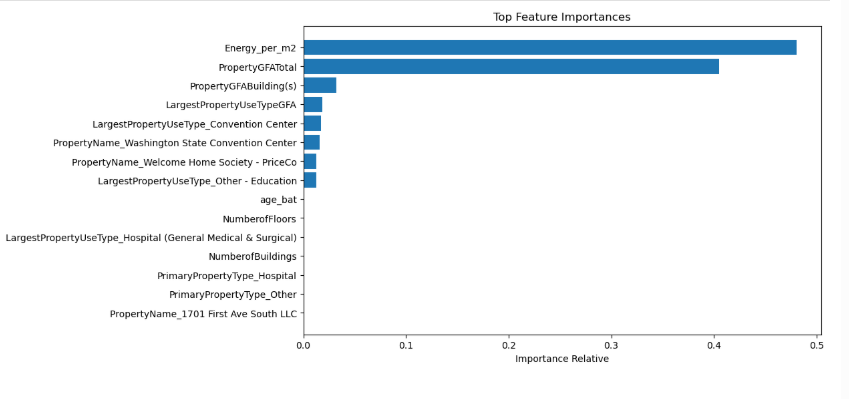 Top Feature Importances
Energy_per_m2
PropertyGFATotal
PropertyGFABuilding(s)
LargestPropertyUseTypeGFA
LargestPropertyUseType_Convention Center
PropertyName_Washington State Convention Center
PropertyName_Welcome Home Society - PriceCo
LargestPropertyUseType_Other - Education
age_bat
NumberofFloors
LargestPropertyUseType_Hospital (General Medical & Surgical)
NumberofBuildings
PrimaryPropertyType_Hospital
PrimaryPropertyType_Other
PropertyName_1701 First Ave South LLC
0.0 0.1 0.2 0.3 0.4 0.5
Importance Relative